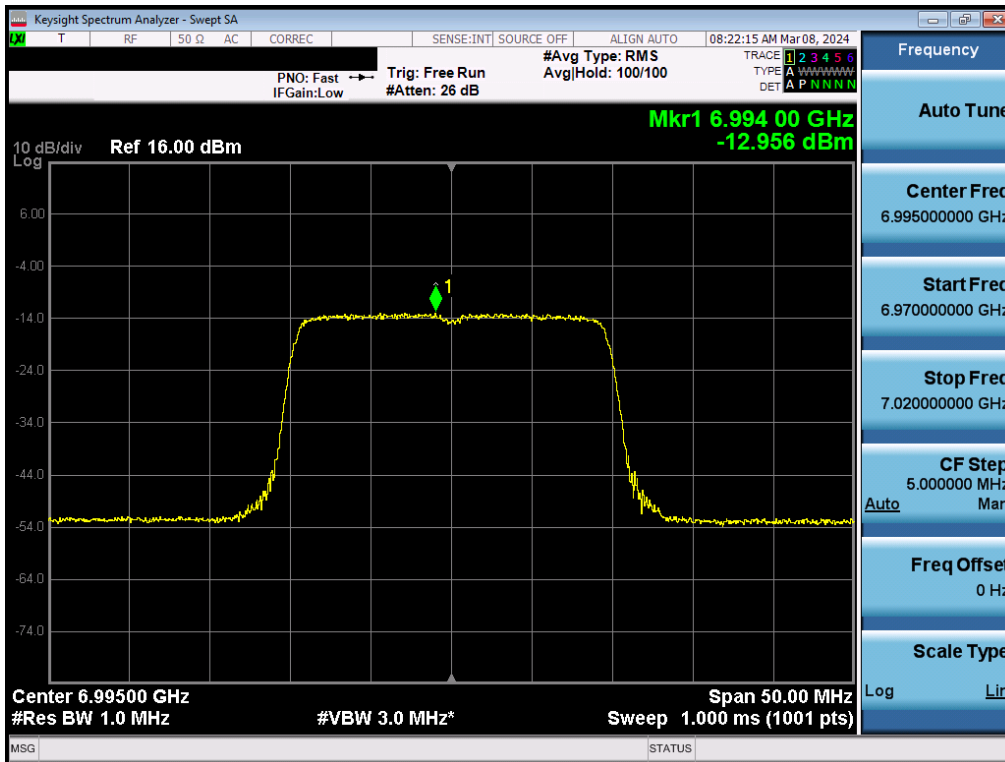 Keysight Spectrum Analyzer - Swept SA
LXI T RF 50 Ω AC CORREC SENSE:INT SOURCE OFF ALIGN AUTO 08:22:15 AM Mar 08, 2024
PNO: Fast
IFGain:Low
Trig: Free Run
#Atten: 26 dB
#Avg Type: RMS
Avg|Hold: 100/100
TRACE 1 2 3 4 5 6
TYPE A WWWWW
DET A P N N N N
Mkr1 6.994 00 GHz
-12.956 dBm
10 dB/div Ref 16.00 dBm
Log
6.00
-4.00
1
-14.0
-24.0
-34.0
-44.0
-54.0
-64.0
-74.0
Center 6.99500 GHz Span 50.00 MHz
#Res BW 1.0 MHz #VBW 3.0 MHz* Sweep 1.000 ms (1001 pts)
MSG STATUS
Frequency
Auto Tune
Center Freq
6.995000000 GHz
Start Freq
6.970000000 GHz
Stop Freq
7.020000000 GHz
CF Step
5.000000 MHz
Auto Man
Freq Offset
0 Hz
Scale Type
Log Lin